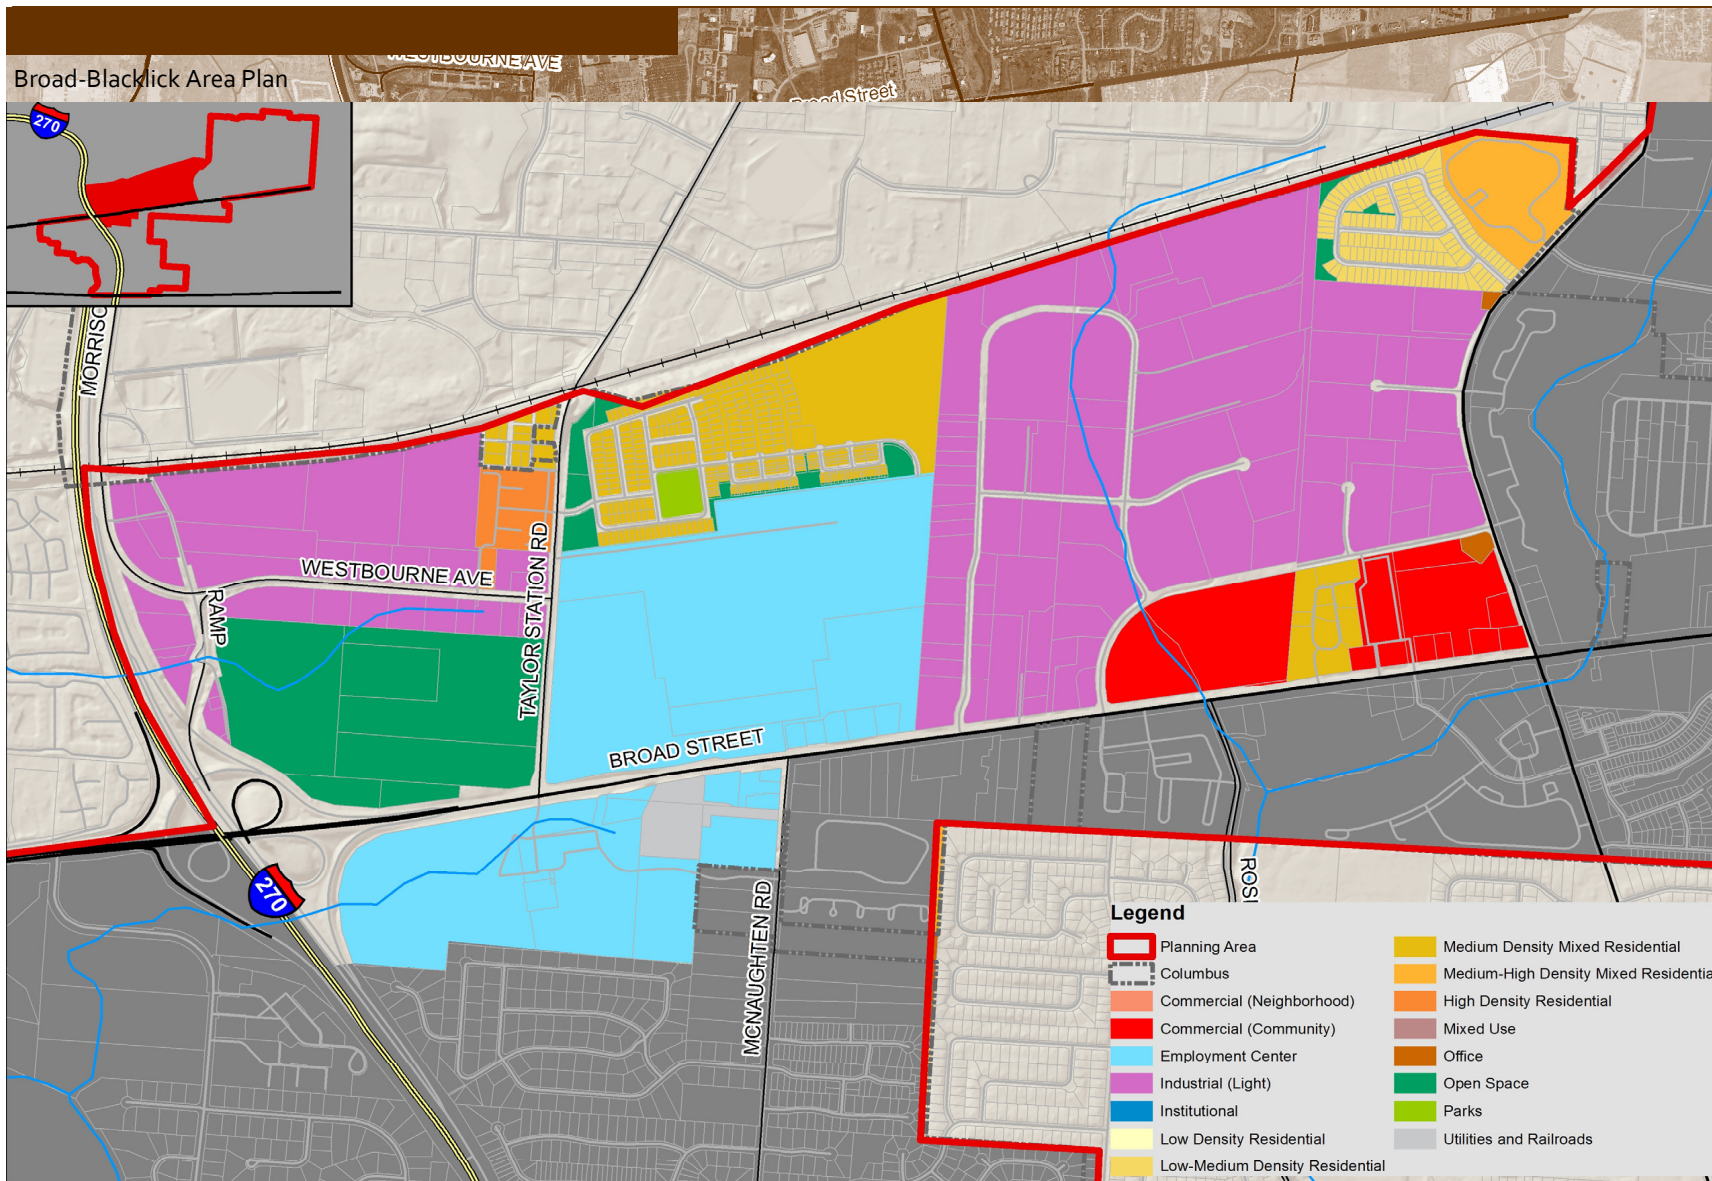 WESTBOURNE AVE
Broad Street
Broad-Blacklick Area Plan
270
MORRISO
WESTBOURNE AVE
RAMP
TAYLOR STATION RD
BROAD STREET
270
MCNAUGHTEN RD
ROSI
Legend
Planning Area
Columbus
Commercial (Neighborhood)
Commercial (Community)
Employment Center
Industrial (Light)
Institutional
Low Density Residential
Low-Medium Density Residential
Medium Density Mixed Residential
Medium-High Density Mixed Residentia
High Density Residential
Mixed Use
Office
Open Space
Parks
Utilities and Railroads